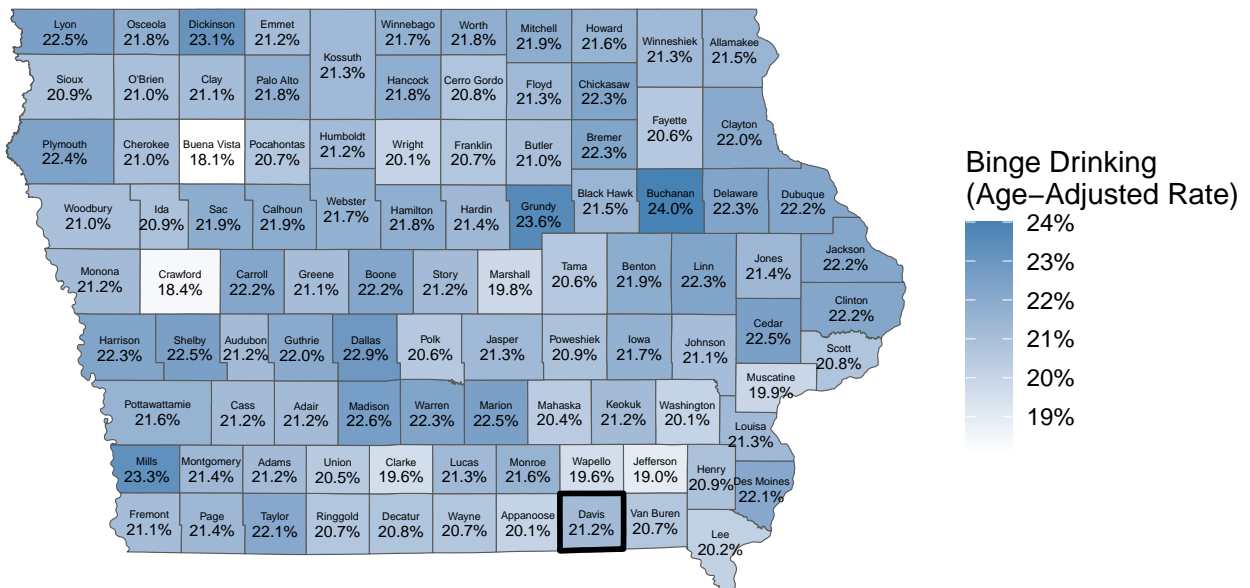 Lyon
22.5%
Osceola
21.8%
Dickinson
23.1%
Emmet
21.2%
Kossuth
21.3%
Winnebago
21.7%
Worth
21.8%
Mitchell
21.9%
Howard
21.6%
Winneshiek
21.3%
Allamakee
21.5%
Sioux
20.9%
O'Brien
21.0%
Clay
21.1%
Palo Alto
21.8%
Hancock
21.8%
Cerro Gordo
20.8%
Floyd
21.3%
Chickasaw
22.3%
Fayette
20.6%
Clayton
22.0%
Plymouth
22.4%
Cherokee
21.0%
Buena Vista
18.1%
Pocahontas
20.7%
Humboldt
21.2%
Wright
20.1%
Franklin
20.7%
Butler
21.0%
Bremer
22.3%
Woodbury
21.0%
Ida
20.9%
Sac
21.9%
Calhoun
21.9%
Webster
21.7%
Hamilton
21.8%
Hardin
21.4%
Grundy
23.6%
Black Hawk
21.5%
Buchanan
24.0%
Delaware
22.3%
Dubuque
22.2%
Monona
21.2%
Crawford
18.4%
Carroll
22.2%
Greene
21.1%
Boone
22.2%
Story
21.2%
Marshall
19.8%
Tama
20.6%
Benton
21.9%
Linn
22.3%
Jones
21.4%
Jackson
22.2%
Clinton
22.2%
Harrison
22.3%
Shelby
22.5%
Audubon
21.2%
Guthrie
22.0%
Dallas
22.9%
Polk
20.6%
Jasper
21.3%
Poweshiek
20.9%
Iowa
21.7%
Johnson
21.1%
Cedar
22.5%
Scott
20.8%
Muscatine
19.9%
Pottawattamie
21.6%
Cass
21.2%
Adair
21.2%
Madison
22.6%
Warren
22.3%
Marion
22.5%
Mahaska
20.4%
Keokuk
21.2%
Washington
20.1%
Louisa
21.3%
Mills
23.3%
Montgomery
21.4%
Adams
21.2%
Union
20.5%
Clarke
19.6%
Lucas
21.3%
Monroe
21.6%
Wapello
19.6%
Jefferson
19.0%
Henry
20.9%
Des Moines
22.1%
Fremont
21.1%
Page
21.4%
Taylor
22.1%
Ringgold
20.7%
Decatur
20.8%
Wayne
20.7%
Appanoose
20.1%
Davis
21.2%
Van Buren
20.7%
Lee
20.2%
Binge Drinking
(Age−Adjusted Rate)
24%
23%
22%
21%
20%
19%